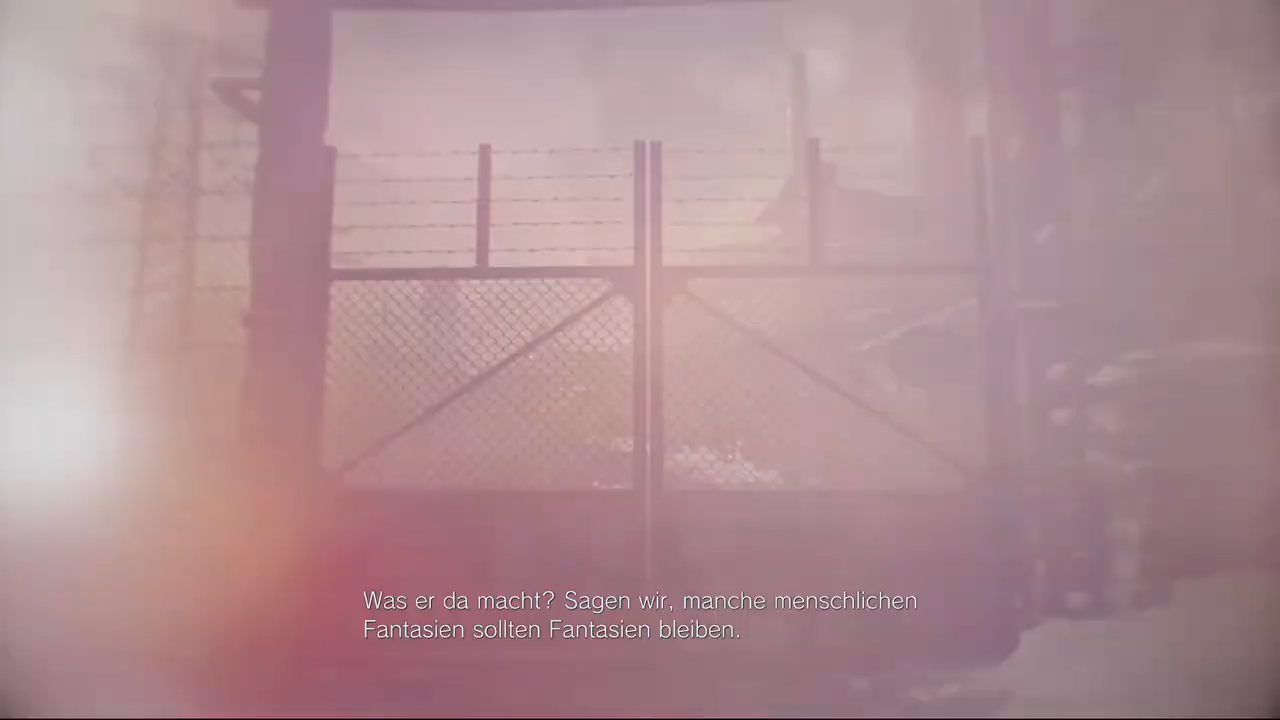 Was er da macht? Sagen wir, manche menschlichen
Fantasien sollten Fantasien bleiben.